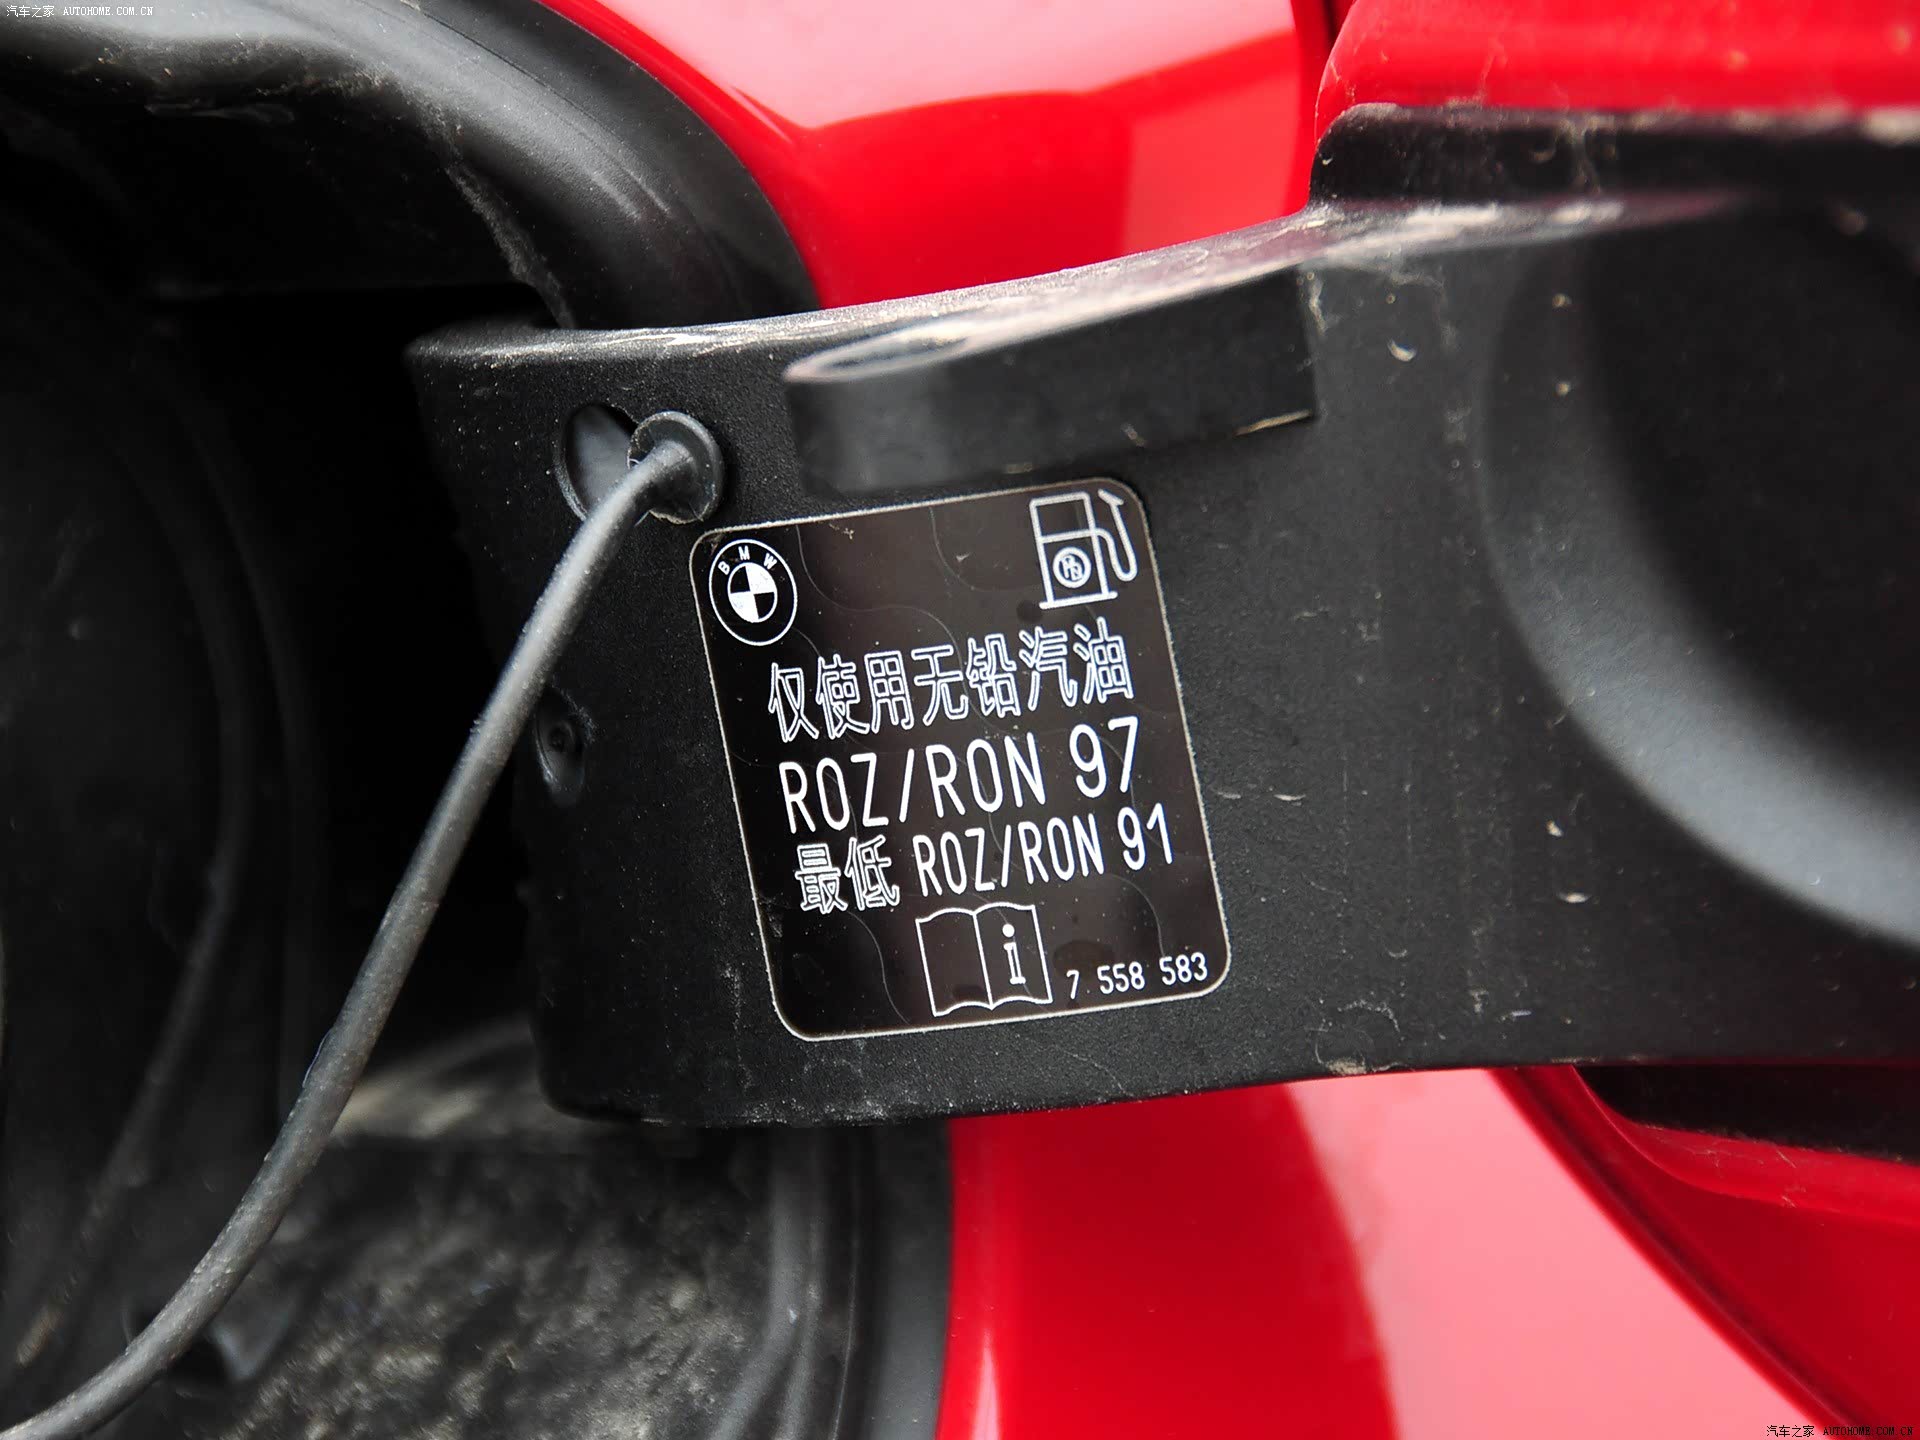 汽车之家 AUTOHOME.COM.CN
BMW
仅使用无铅汽油
ROZ/RON 97
最低 ROZ/RON 91
i
7 558 583
汽车之家 AUTOHOME.COM.CN